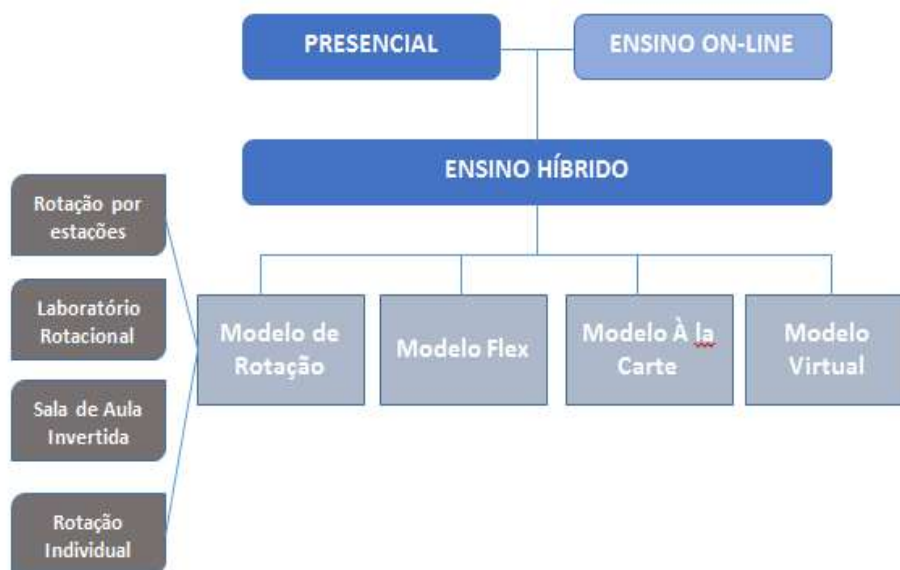 PRESENCIAL
ENSINO ON-LINE
ENSINO HÍBRIDO
Rotação por
estações
Laboratório
Rotacional
Sala de Aula
Invertida
Rotação
Individual
Modelo de
Rotação
Modelo Flex
Modelo À la
Carte
Modelo
Virtual